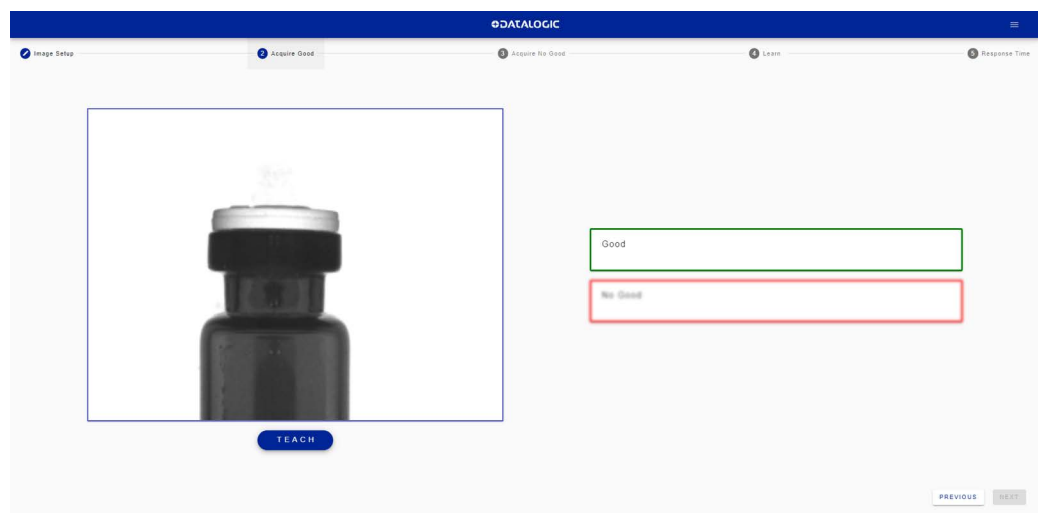 DATALOGIC
Image Setup
2 Acquire Good
3 Acquire No Good
4 Learn
5 Response Time
Good
No Good
TEACH
PREVIOUS
NEXT